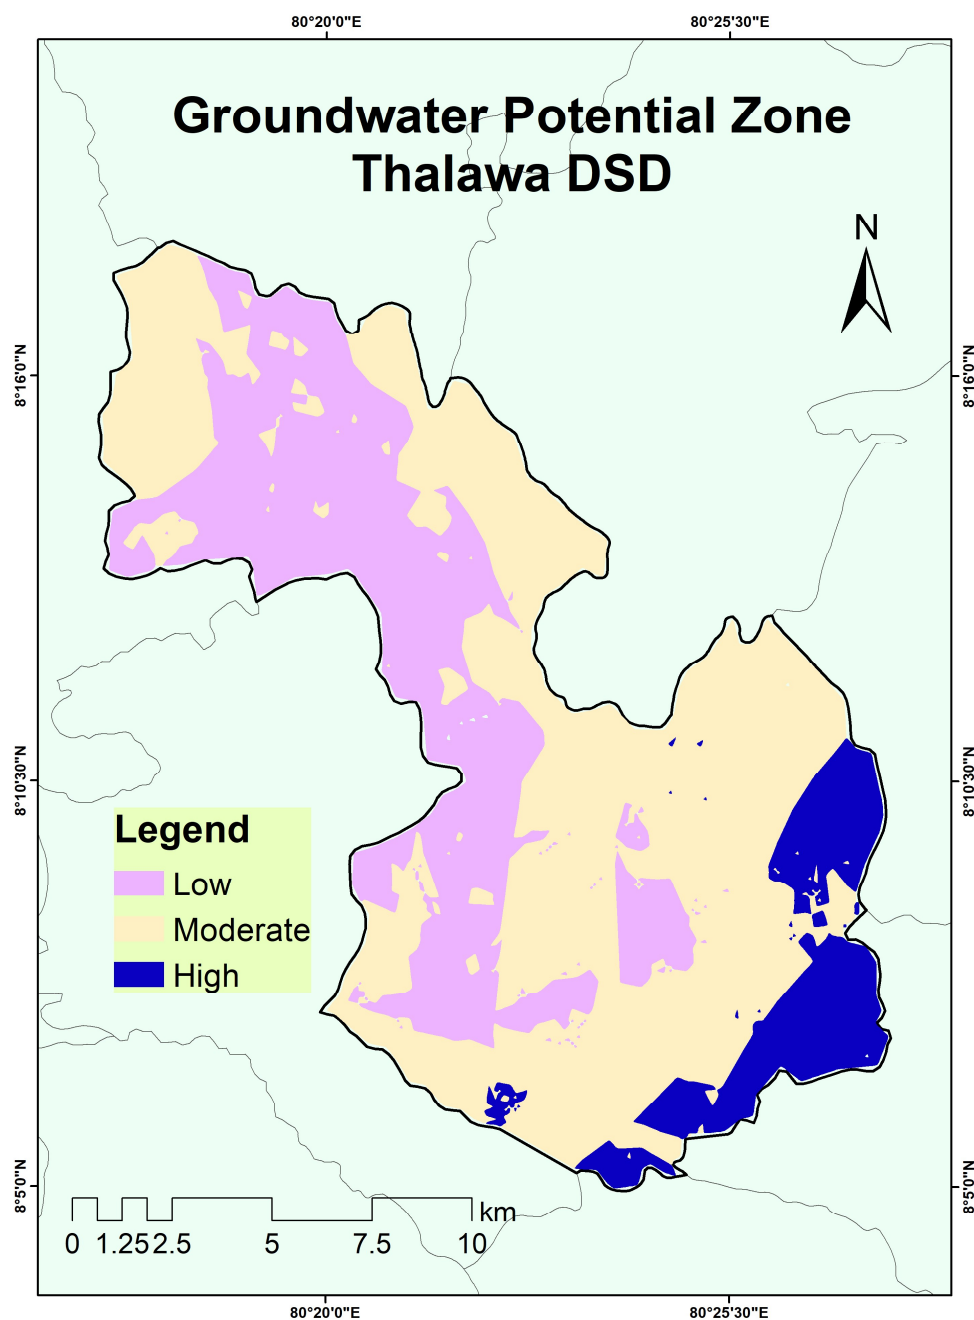 80°20'0"E 80°25'30"E
Groundwater Potential Zone
Thalawa DSD
N
8°16'0"N 8°16'0"N
8°10'30"N 8°10'30"N
Legend
Low
Moderate
High
8°5'0"N 8°5'0"N
km
0 1.25 2.5 5 7.5 10
80°20'0"E 80°25'30"E